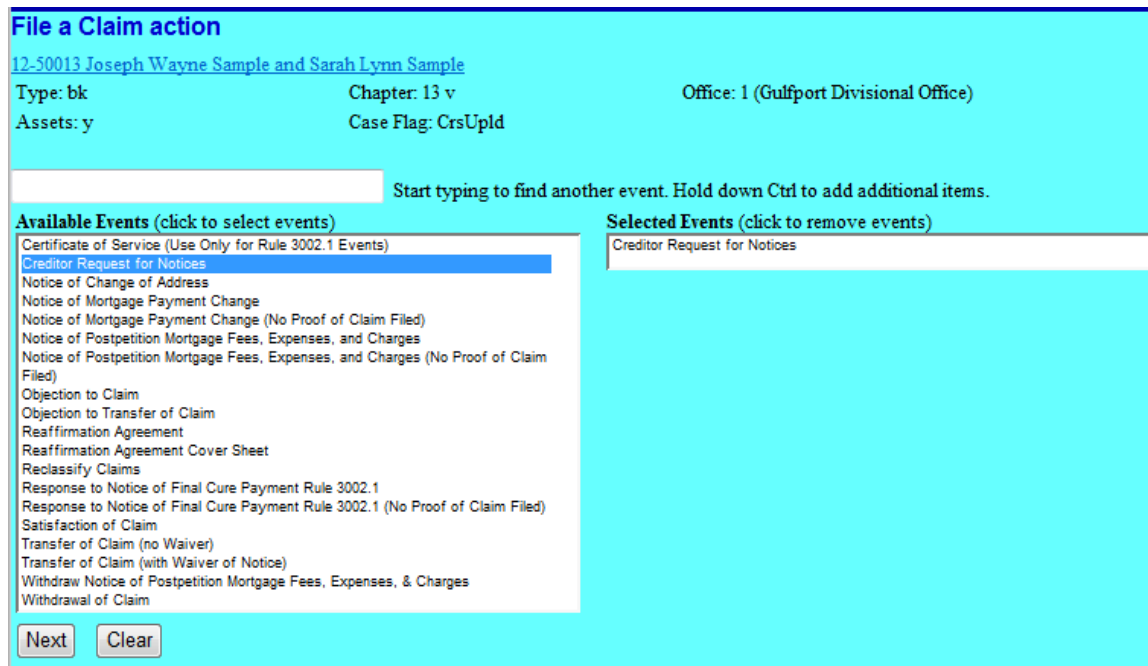 File a Claim action
12-50013 Joseph Wayne Sample and Sarah Lynn Sample
Type: bk Chapter: 13 v Office: 1 (Gulfport Divisional Office)
Assets: y Case Flag: CrsUpld
Start typing to find another event. Hold down Ctrl to add additional items.
Available Events (click to select events) Selected Events (click to remove events)
Certificate of Service (Use Only for Rule 3002.1 Events) Creditor Request for Notices
Creditor Request for Notices
Notice of Change of Address
Notice of Mortgage Payment Change
Notice of Mortgage Payment Change (No Proof of Claim Filed)
Notice of Postpetition Mortgage Fees, Expenses, and Charges
Notice of Postpetition Mortgage Fees, Expenses, and Charges (No Proof of Claim
Filed)
Objection to Claim
Objection to Transfer of Claim
Reaffirmation Agreement
Reaffirmation Agreement Cover Sheet
Reclassify Claims
Response to Notice of Final Cure Payment Rule 3002.1
Response to Notice of Final Cure Payment Rule 3002.1 (No Proof of Claim Filed)
Satisfaction of Claim
Transfer of Claim (no Waiver)
Transfer of Claim (with Waiver of Notice)
Withdraw Notice of Postpetition Mortgage Fees, Expenses, & Charges
Withdrawal of Claim
Next Clear